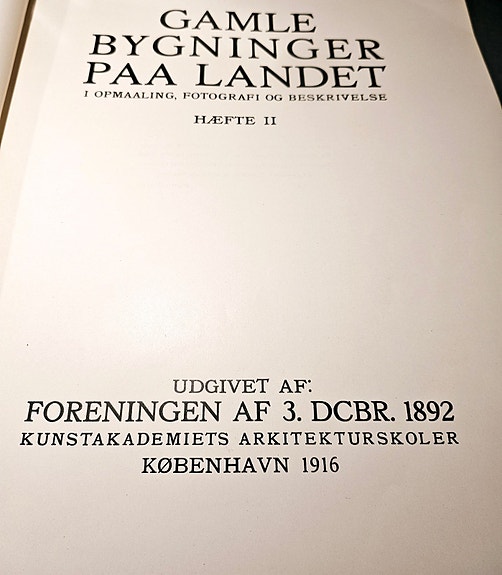 GAMLE
BYGNINGER
PAA LANDET
I OPMAALING, FOTOGRAFI OG BESKRIVELSE
HÆFTE II
UDGIVET AF:
FORENINGEN AF 3. DCBR. 1892
KUNSTAKADEMIETS ARKITEKTURSKOLER
KØBENHAVN 1916